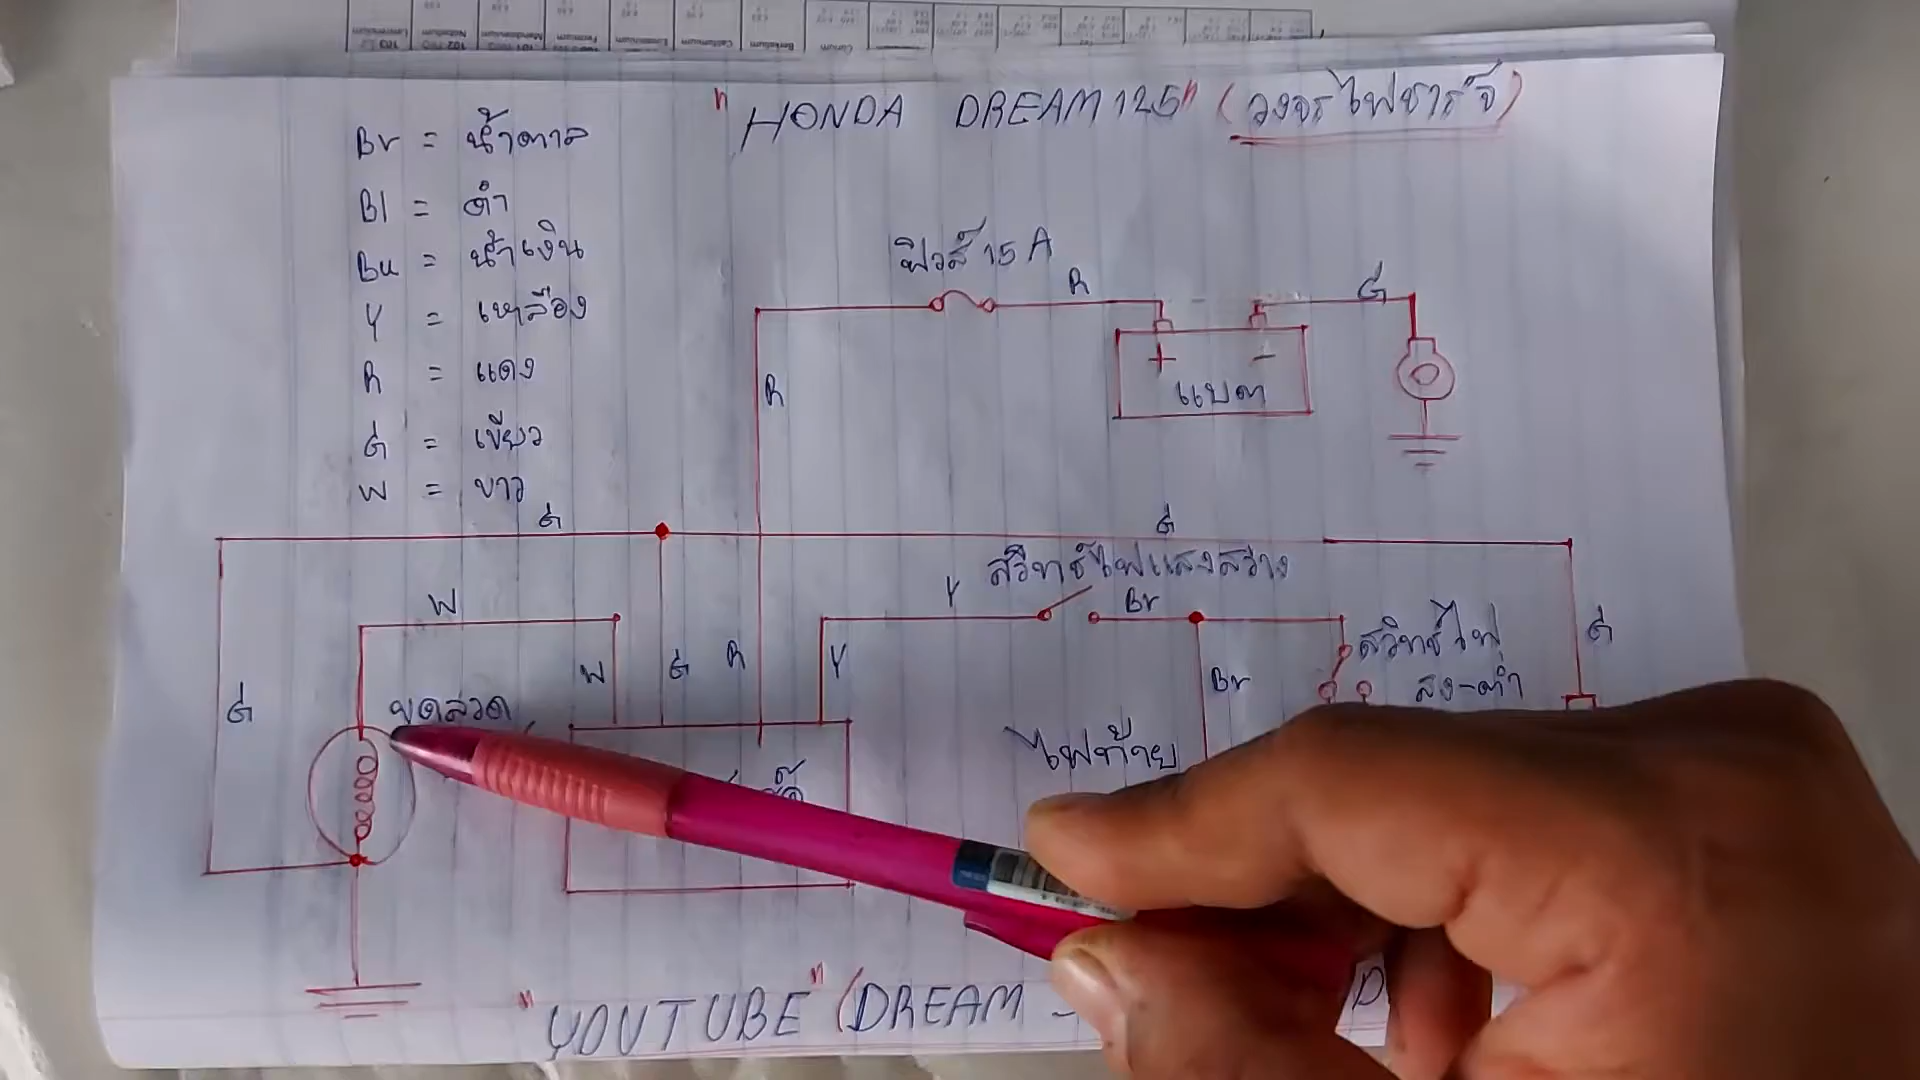 "HONDA DREAM125" (วงจรไฟชาร์จ)
Br = น้ำตาล
Bl = ดำ
Bu = น้ำเงิน
Y = เหลือง
R = แดง
G = เขียว
W = ขาว
ฟิวส์ 15 A
R
G
R
+ -
แบต
G
G
สวิทช์ไฟแสงสว่าง
W
Y
Br
สวิทช์ไฟ
สูง-ต่ำ
G
W
G
R
Y
Br
G
ขดลวด
ไฟท้าย
"YOUTUBE" (DREAM -
D